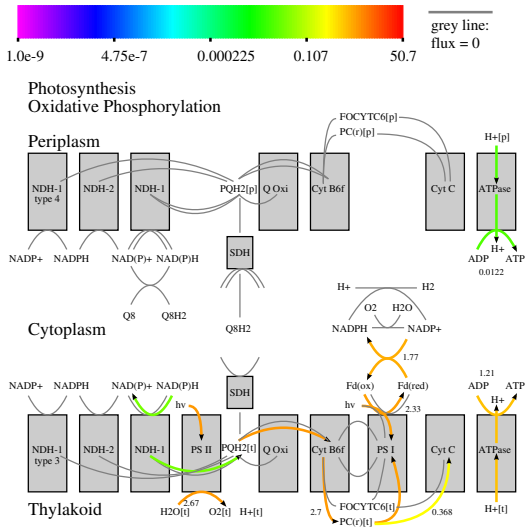 1.0e-9 4.75e-7 0.000225 0.107 50.7
grey line:
flux = 0
Photosynthesis
Oxidative Phosphorylation
Periplasm
FOCYTC6[p]
PC(r)[p]
H+[p]
NDH-1
type 4
NDH-2
NDH-1
PQH2[p]
Q Oxi
Cyt B6f
Cyt C
ATPase
SDH
NADP+ NADPH NAD(P)+ NAD(P)H
H+
ADP ATP
0.0122
H+ H2
O2 H2O
Q8 Q8H2
Q8H2
NADPH NADP+
Cytoplasm
1.77
NADP+ NADPH NAD(P)+ NAD(P)H
SDH
Fd(ox) Fd(red)
1.21
ADP ATP
H+
hv
hv
2.33
NDH-1
type 3
NDH-2
NDH-1
PS II
PQH2[t]
Q Oxi
Cyt B6f
PS I
Cyt C
ATPase
2.67
H2O[t] O2[t] H+[t]
FOCYTC6[t]
2.7
PC(r)[t]
0.368
H+[t]
Thylakoid